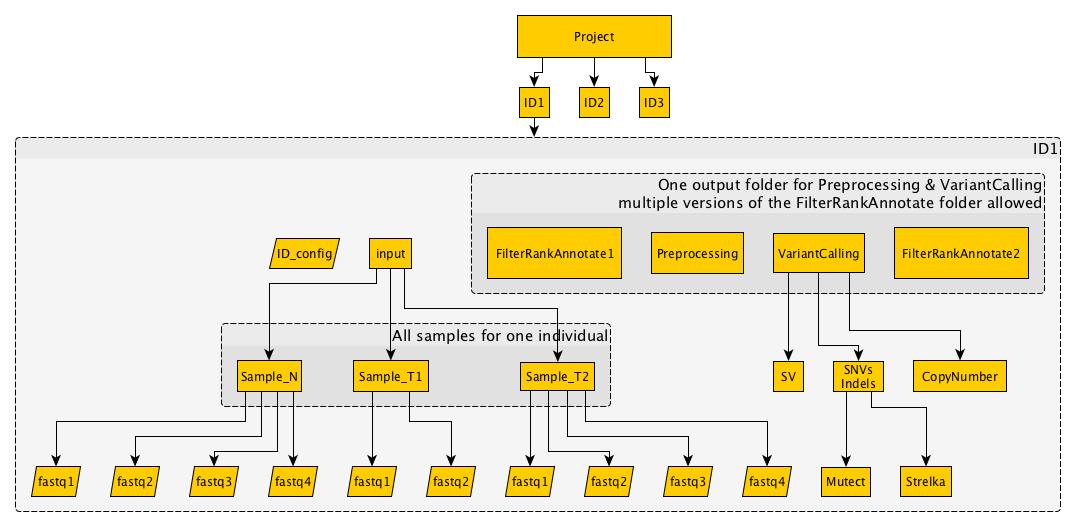 Project
ID1
ID2
ID3
ID1
One output folder for Preprocessing & VariantCalling
multiple versions of the FilterRankAnnotate folder allowed
ID_config
input
FilterRankAnnotate1
Preprocessing
VariantCalling
FilterRankAnnotate2
All samples for one individual
Sample_N
Sample_T1
Sample_T2
SV
SNVs
Indels
CopyNumber
fastq1
fastq2
fastq3
fastq4
fastq1
fastq2
fastq1
fastq2
fastq3
fastq4
Mutect
Strelka